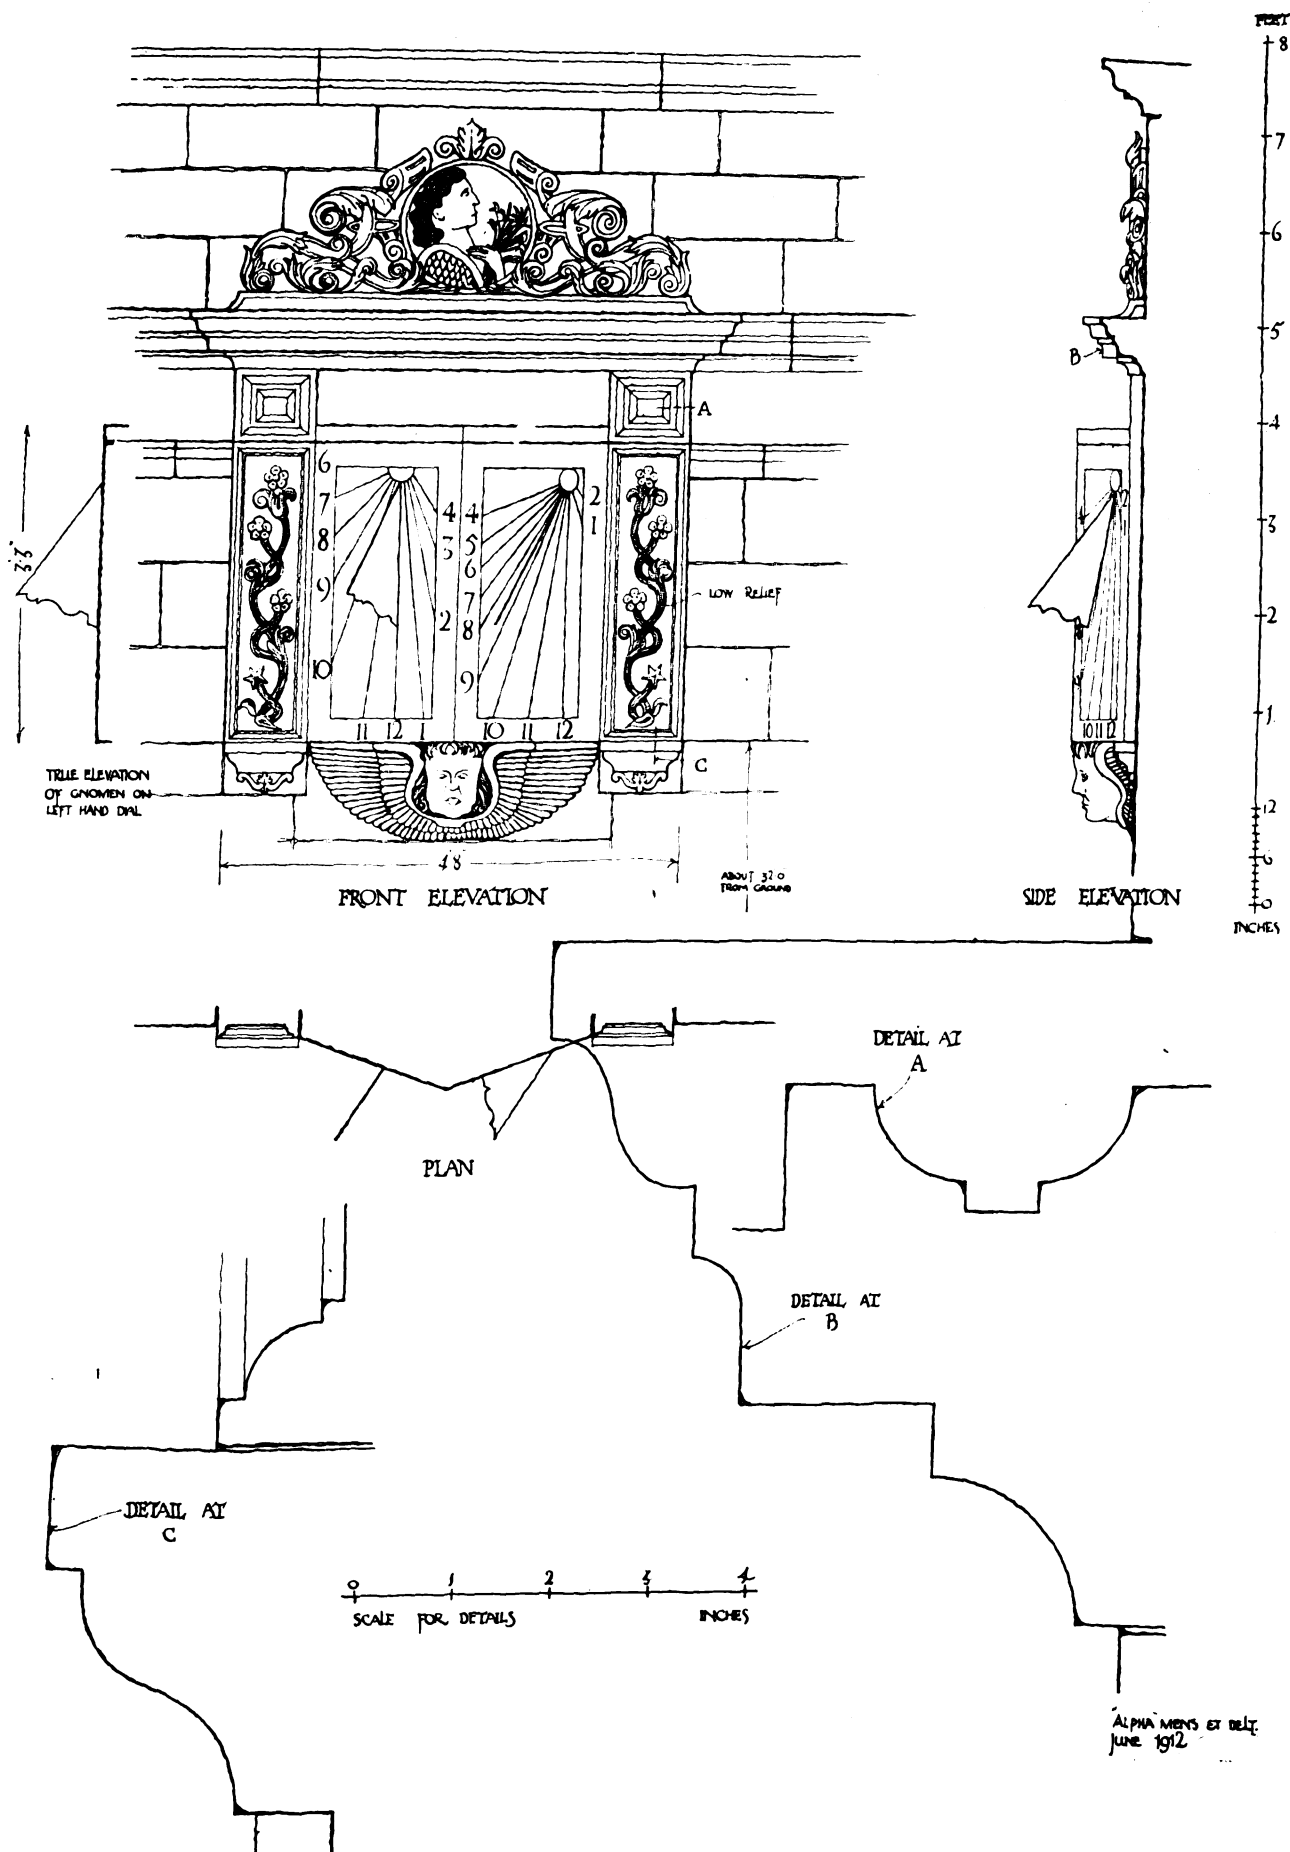 FEET
8
7
6
5
4
3
2
1
12
6
0
INCHES
B
A
3'.3"
6
7
8
9
10
11
12
1
4
3
2
4
5
6
7
8
9
10
11
12
2
1
LOW RELIEF
C
TRUE ELEVATION
OF GNOMEN ON
LEFT HAND DIAL
4'8
FRONT ELEVATION
ABOUT 32.0
FROM GROUND
10 11 12
SIDE ELEVATION
PLAN
DETAIL AT
A
DETAIL AT
B
DETAIL AT
C
0 1 2 3 4
SCALE FOR DETAILS INCHES
"ALPHA" MENS ET DELT.
JUNE 1912